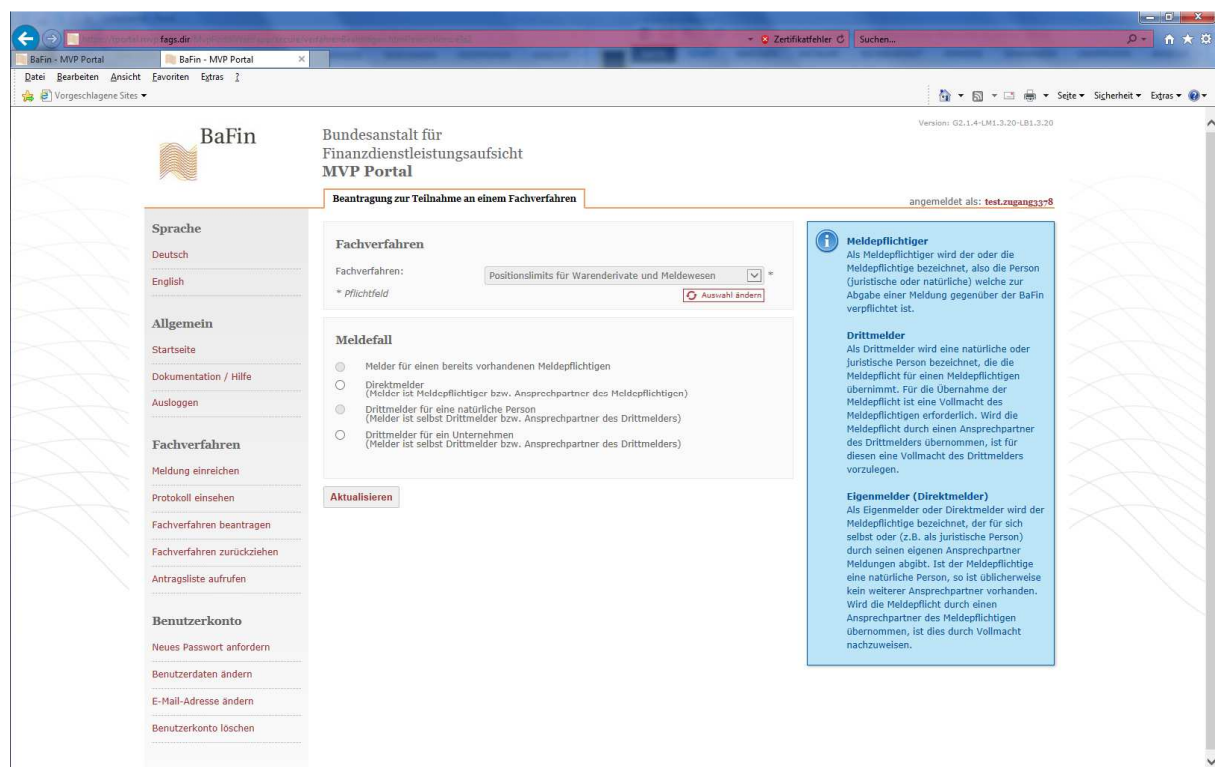 fags.dir
Zertifikatfehler
Suchen...
BaFin - MVP Portal
BaFin - MVP Portal
Datei Bearbeiten Ansicht Favoriten Extras ?
Vorgeschlagene Sites
Seite Sicherheit Extras
Version: G2.1.4-LM1.3.20-LB1.3.20
BaFin
Bundesanstalt für
Finanzdienstleistungsaufsicht
MVP Portal
Beantragung zur Teilnahme an einem Fachverfahren
angemeldet als: test.zugang3378
Sprache
Deutsch
English
Allgemein
Startseite
Dokumentation / Hilfe
Ausloggen
Fachverfahren
Meldung einreichen
Protokoll einsehen
Fachverfahren beantragen
Fachverfahren zurückziehen
Antragsliste aufrufen
Benutzerkonto
Neues Passwort anfordern
Benutzerdaten ändern
E-Mail-Adresse ändern
Benutzerkonto löschen
Fachverfahren
Fachverfahren: Positionslimits für Warenderivate und Meldewesen *
* Pflichtfeld Auswahl ändern
Meldefall
Melder für einen bereits vorhandenen Meldepflichtigen
Direktmelder
(Melder ist Meldepflichtiger bzw. Ansprechpartner des Meldepflichtigen)
Drittmelder für eine natürliche Person
(Melder ist selbst Drittmelder bzw. Ansprechpartner des Drittmelders)
Drittmelder für ein Unternehmen
(Melder ist selbst Drittmelder bzw. Ansprechpartner des Drittmelders)
Aktualisieren
Meldepflichtiger
Als Meldepflichtiger wird der oder die
Meldepflichtige bezeichnet, also die Person
(juristische oder natürliche) welche zur
Abgabe einer Meldung gegenüber der BaFin
verpflichtet ist.
Drittmelder
Als Drittmelder wird eine natürliche oder
juristische Person bezeichnet, die die
Meldepflicht für einen Meldepflichtigen
übernimmt. Für die Übernahme der
Meldepflicht ist eine Vollmacht des
Meldepflichtigen erforderlich. Wird die
Meldepflicht durch einen Ansprechpartner
des Drittmelders übernommen, ist für
diesen eine Vollmacht des Drittmelders
vorzulegen.
Eigenmelder (Direktmelder)
Als Eigenmelder oder Direktmelder wird der
Meldepflichtige bezeichnet, der für sich
selbst oder (z.B. als juristische Person)
durch seinen eigenen Ansprechpartner
Meldungen abgibt. Ist der Meldepflichtige
eine natürliche Person, so ist üblicherweise
kein weiterer Ansprechpartner vorhanden.
Wird die Meldepflicht durch einen
Ansprechpartner des Meldepflichtigen
übernommen, ist dies durch Vollmacht
nachzuweisen.